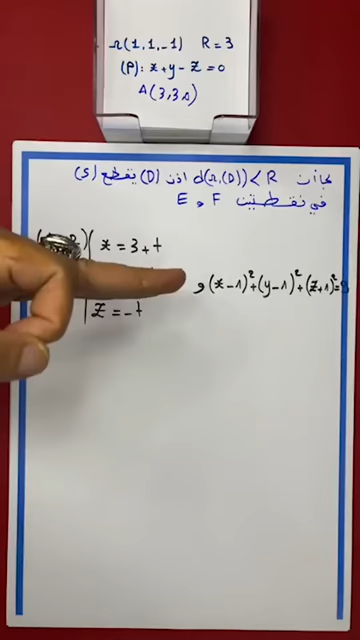 Ω(1,1,-1) R = 3
(P): x+y-z=0
A(3,3,1)
لما أن d(Ω,(D)) < R اذن (D) يقطع (S)
في نقطتين E و F
x = 3+t
z = -t
و (x-1)²+(y-1)²+(z+1)²=9